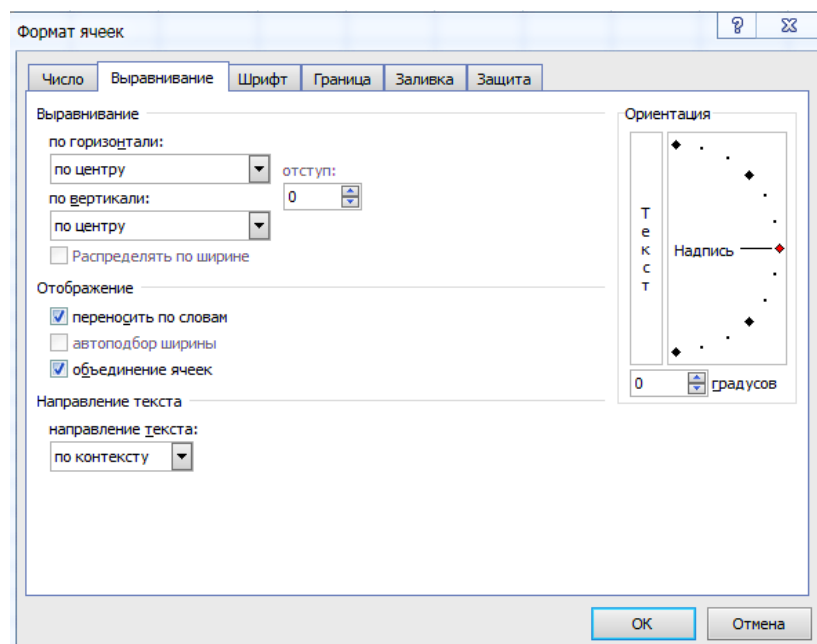 Формат ячеек
Число Выравнивание Шрифт Граница Заливка Защита
Выравнивание
по горизонтали:
по центру
отступ:
0
по вертикали:
по центру
Распределять по ширине
Отображение
переносить по словам
автоподбор ширины
объединение ячеек
Направление текста
направление текста:
по контексту
Ориентация
Текст
Надпись
0 градусов
ОК Отмена